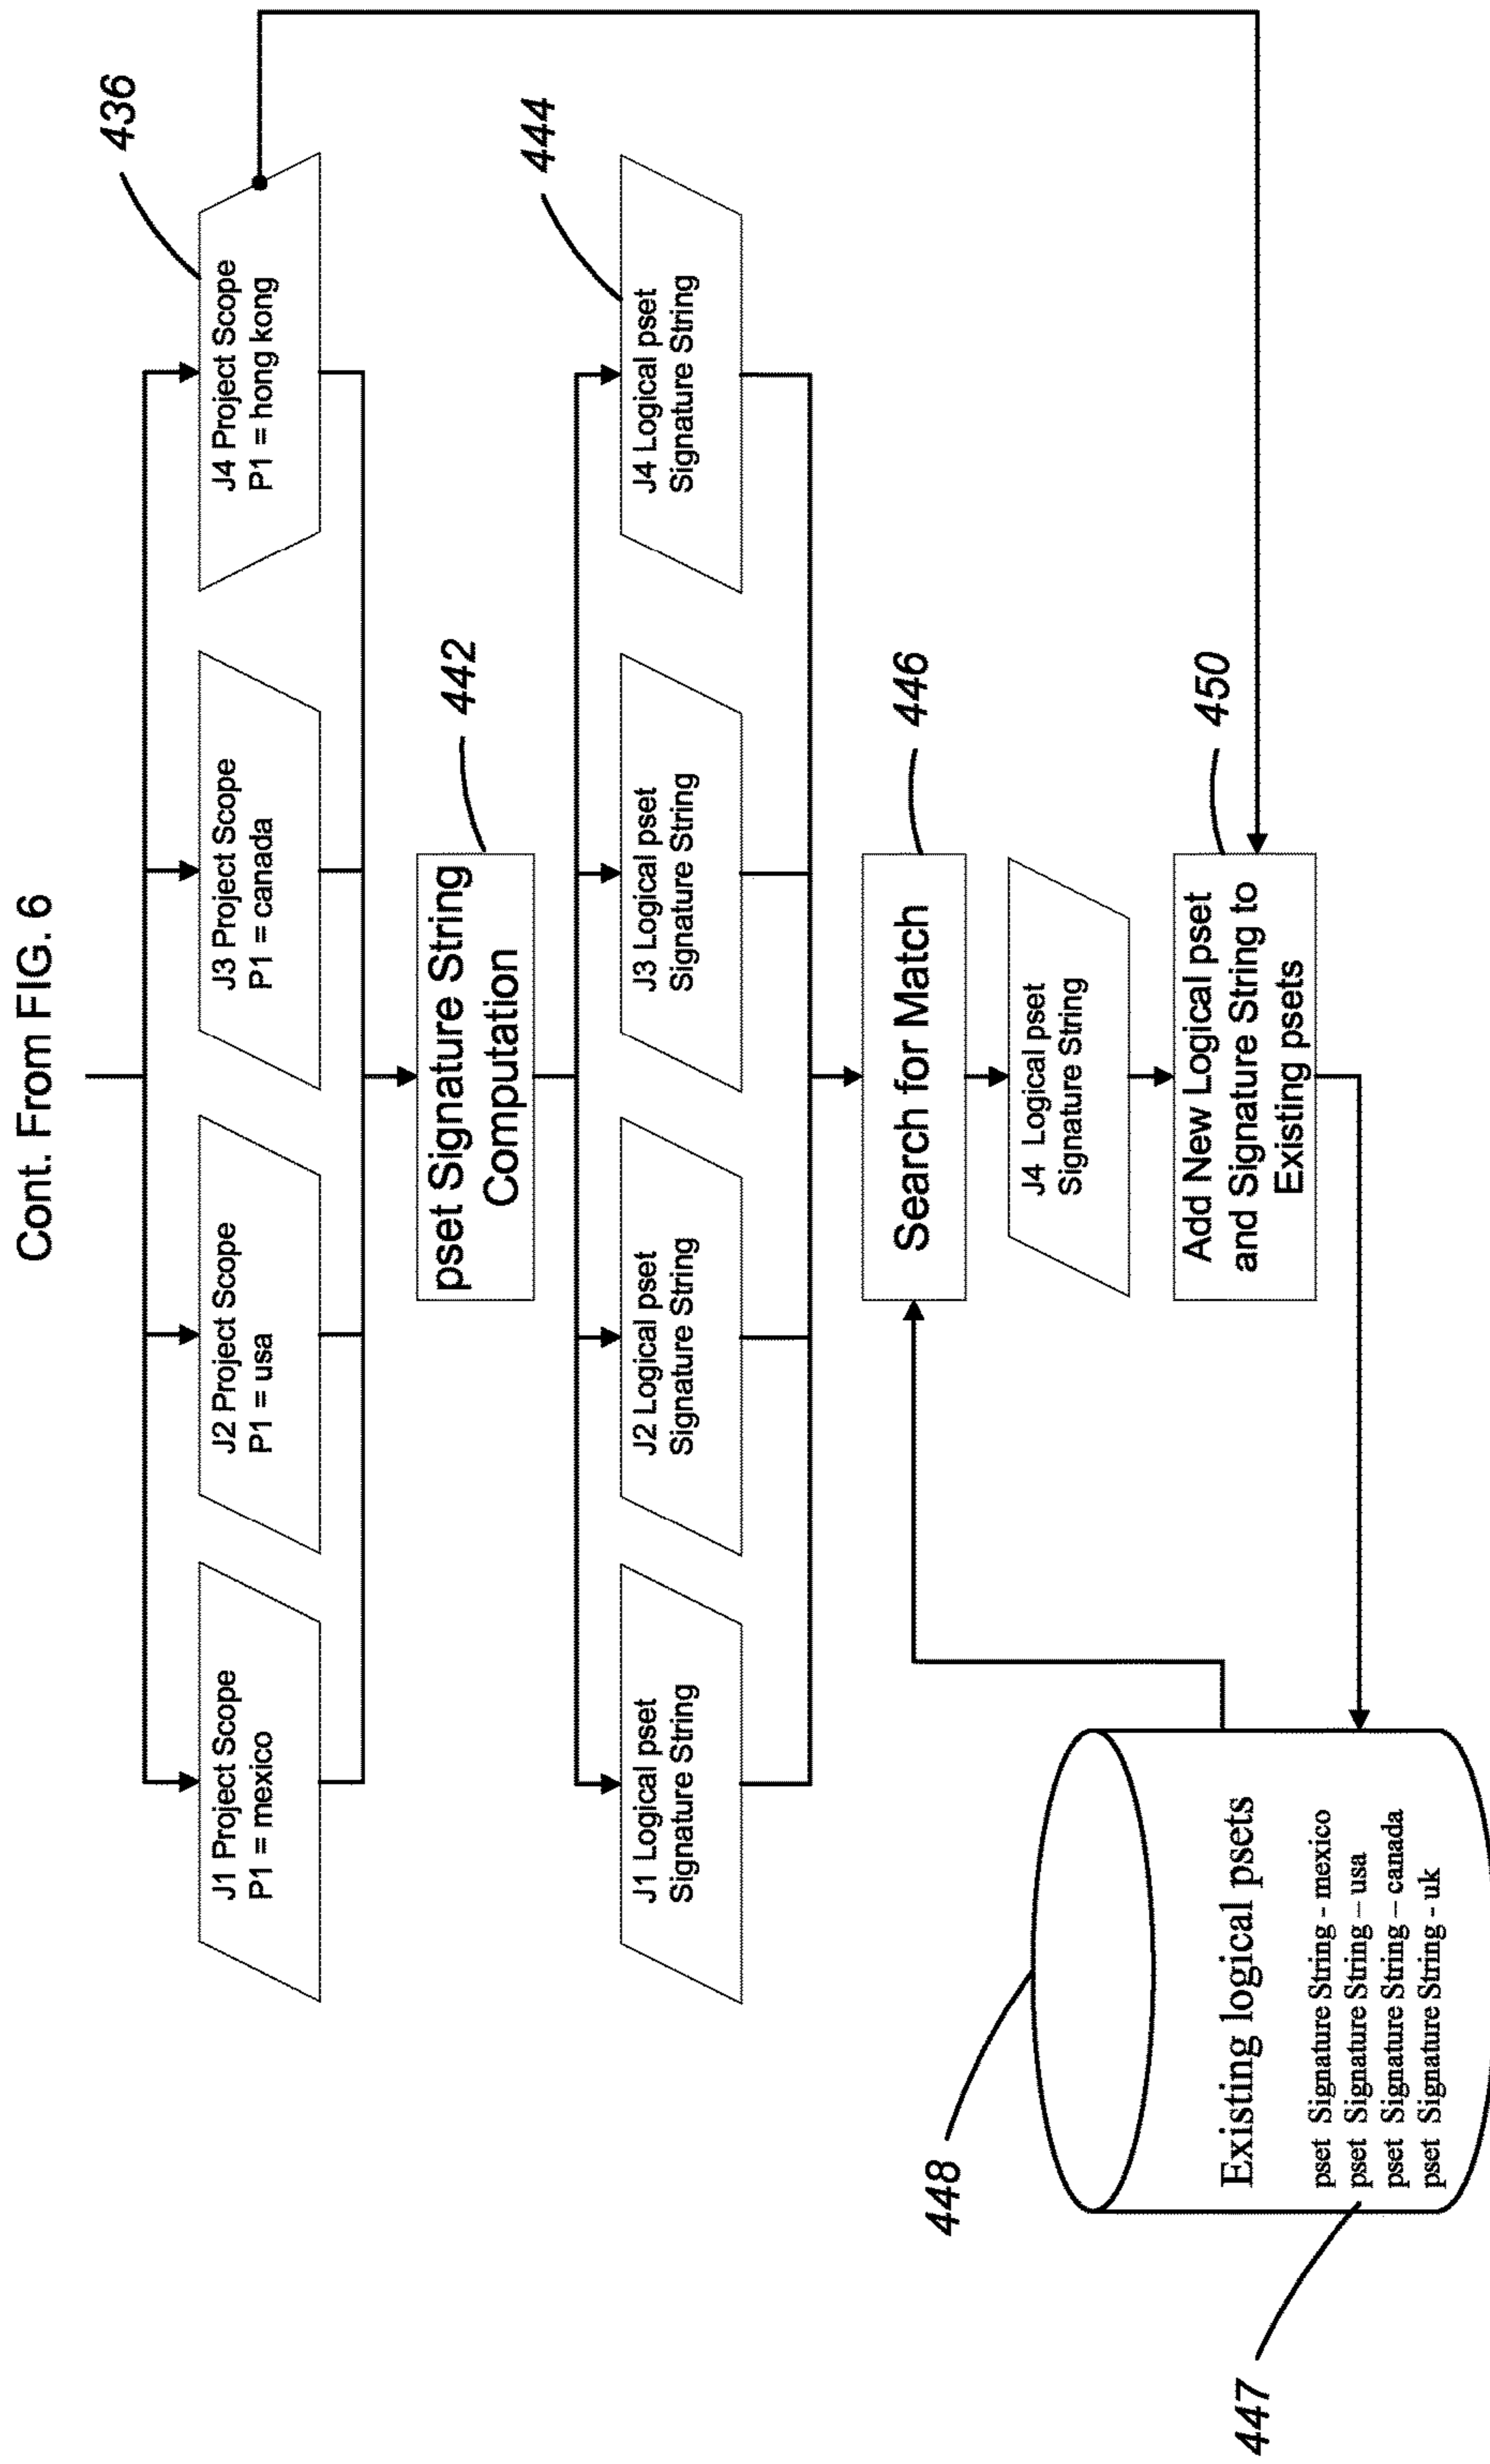 Cont. From FIG. 6
436
J1 Project Scope
P1 = mexico
J2 Project Scope
P1 = usa
J3 Project Scope
P1 = canada
J4 Project Scope
P1 = hong kong
pset Signature String
Computation
442
444
J1 Logical pset
Signature String
J2 Logical pset
Signature String
J3 Logical pset
Signature String
J4 Logical pset
Signature String
Search for Match
446
J4 Logical pset
Signature String
448
Existing logical psets
pset Signature String - mexico
pset Signature String – usa
pset Signature String – canada
pset Signature String - uk
447
Add New Logical pset
and Signature String to
Existing psets
450